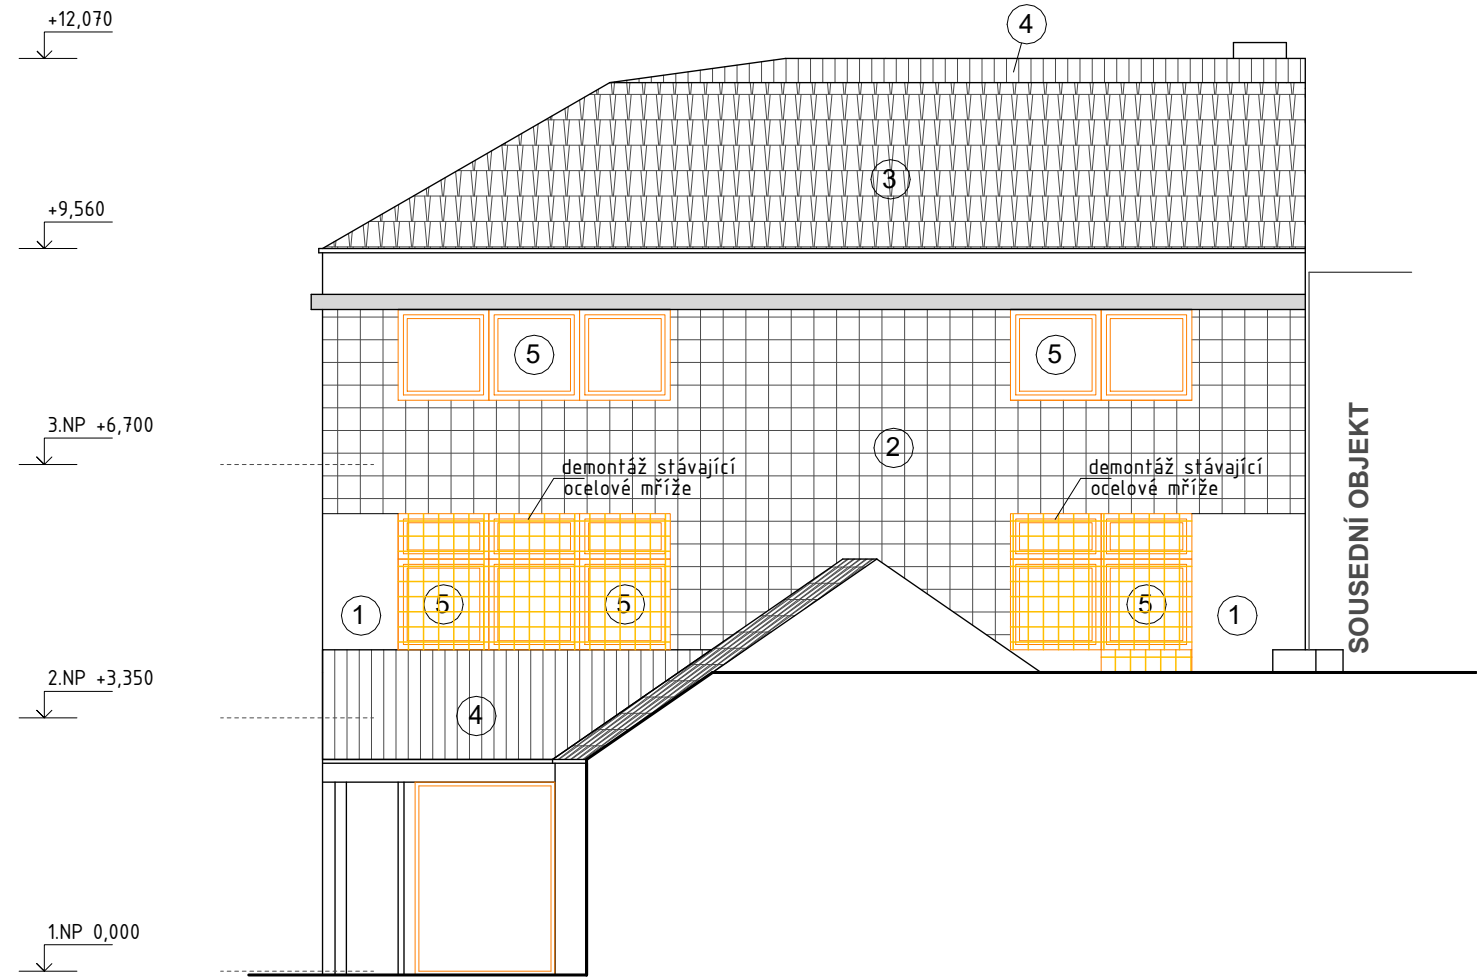 +12,070
4
3
+9,560
5
5
3.NP +6,700
2
demontáž stávající
ocelové mříže
demontáž stávající
ocelové mříže
SOUSEDNÍ OBJEKT
1
5
5
5
1
2.NP +3,350
4
1.NP 0,000